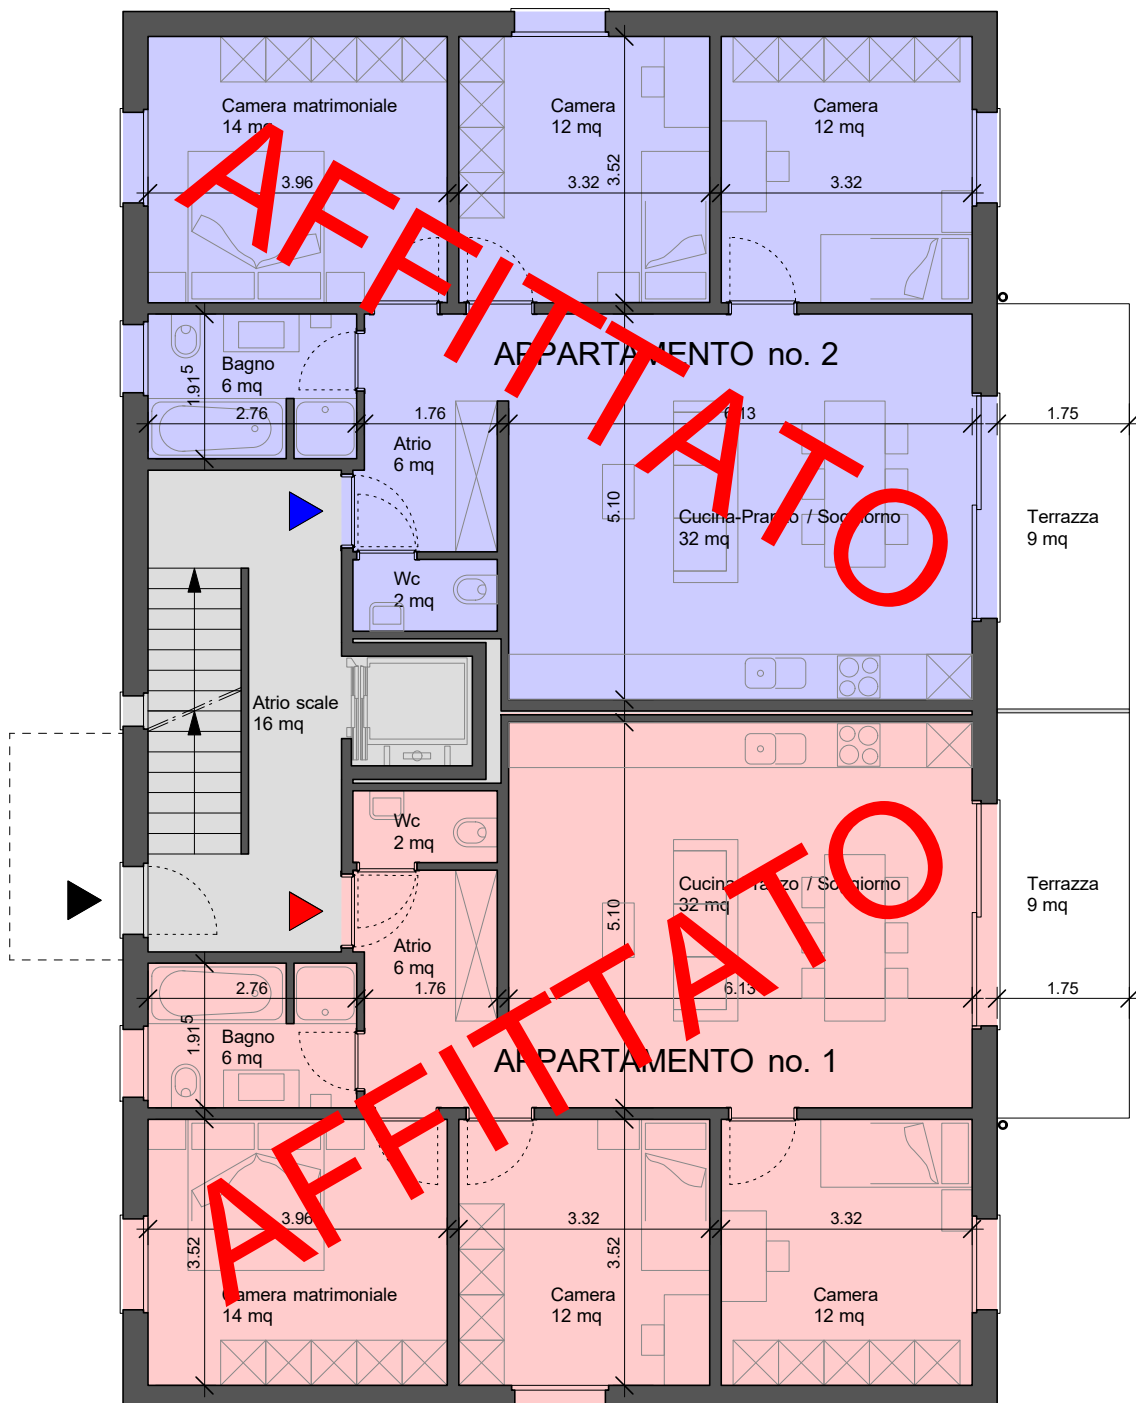 Camera matrimoniale
14 mq
Camera
12 mq
Camera
12 mq
3.96
3.32
3.52
3.32
AFFITTATO
Bagno
6 mq
1.915
2.76
APPARTAMENTO no. 2
1.76
6.13
1.75
Atrio
6 mq
5.10
Cucina-Pranzo / Soggiorno
32 mq
Terrazza
9 mq
Wc
2 mq
Atrio scale
16 mq
Wc
2 mq
Cucina-Pranzo / Soggiorno
32 mq
Terrazza
9 mq
5.10
Atrio
6 mq
2.76
1.76
6.13
1.75
1.915
Bagno
6 mq
APPARTAMENTO no. 1
AFFITTATO
3.96
3.32
3.32
3.52
3.52
Camera matrimoniale
14 mq
Camera
12 mq
Camera
12 mq